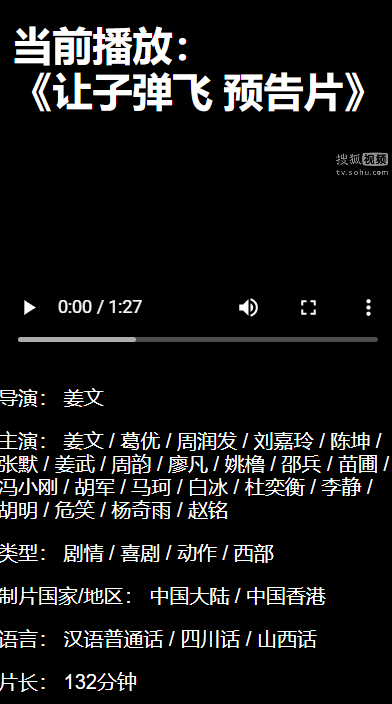 当前播放：
《让子弹飞 预告片》
搜狐视频
tv.sohu.com
0:00 / 1:27
导演： 姜文
主演： 姜文 / 葛优 / 周润发 / 刘嘉玲 / 陈坤 /
张默 / 姜武 / 周韵 / 廖凡 / 姚橹 / 邵兵 / 苗圃 /
冯小刚 / 胡军 / 马珂 / 白冰 / 杜奕衡 / 李静 /
胡明 / 危笑 / 杨奇雨 / 赵铭
类型： 剧情 / 喜剧 / 动作 / 西部
制片国家/地区： 中国大陆 / 中国香港
语言： 汉语普通话 / 四川话 / 山西话
片长： 132分钟